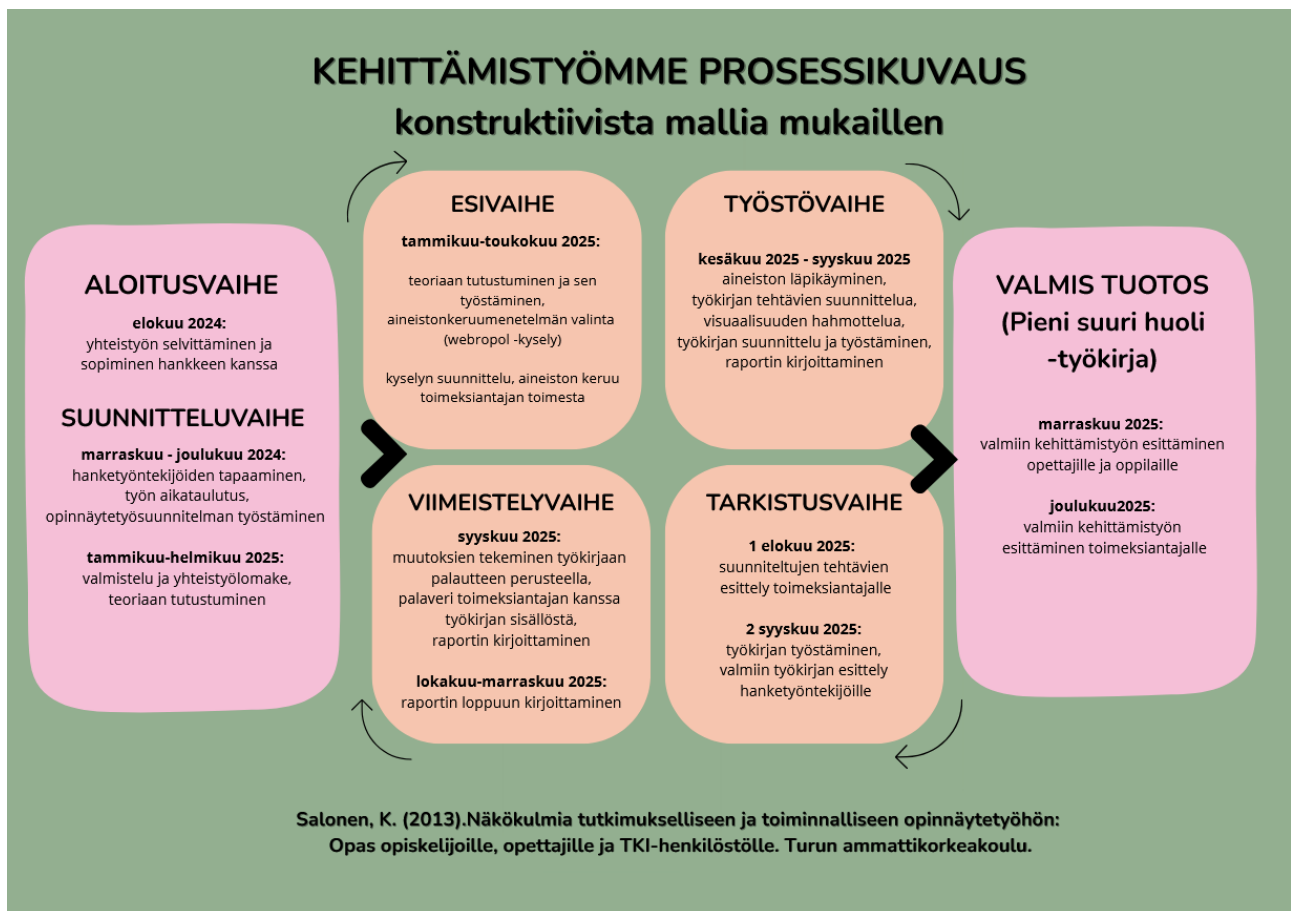 KEHITTÄMISTYÖMME PROSESSIKUVAUS
konstruktiivista mallia mukaillen
ALOITUSVAIHE
elokuu 2024:
yhteistyön selvittäminen ja
sopiminen hankkeen kanssa
SUUNNITTELUVAIHE
marraskuu - joulukuu 2024:
hanketyöntekijöiden tapaaminen,
työn aikataulutus,
opinnäytetyösuunnitelman työstäminen
tammikuu-helmikuu 2025:
valmistelu ja yhteistyölomake,
teoriaan tutustuminen
ESIVAIHE
tammikuu-toukokuu 2025:
teoriaan tutustuminen ja sen
työstäminen,
aineistonkeruumenetelmän valinta
(webropol -kysely)
kyselyn suunnittelu, aineiston keruu
toimeksiantajan toimesta
TYÖSTÖVAIHE
kesäkuu 2025 - syyskuu 2025
aineiston läpikäyminen,
työkirjan tehtävien suunnittelua,
visuaalisuuden hahmottelua,
työkirjan suunnittelu ja työstäminen,
raportin kirjoittaminen
VIIMEISTELYVAIHE
syyskuu 2025:
muutoksien tekeminen työkirjaan
palautteen perusteella,
palaveri toimeksiantajan kanssa
työkirjan sisällöstä,
raportin kirjoittaminen
lokakuu-marraskuu 2025:
raportin loppuun kirjoittaminen
TARKISTUSVAIHE
1 elokuu 2025:
suunniteltujen tehtävien
esittely toimeksiantajalle
2 syyskuu 2025:
työkirjan työstäminen,
valmiin työkirjan esittely
hanketyöntekijöille
VALMIS TUOTOS
(Pieni suuri huoli
-työkirja)
marraskuu 2025:
valmiin kehittämistyön esittäminen
opettajille ja oppilaille
joulukuu2025:
valmiin kehittämistyön
esittäminen toimeksiantajalle
Salonen, K. (2013).Näkökulmia tutkimukselliseen ja toiminnalliseen opinnäytetyöhön:
Opas opiskelijoille, opettajille ja TKI-henkilöstölle. Turun ammattikorkeakoulu.